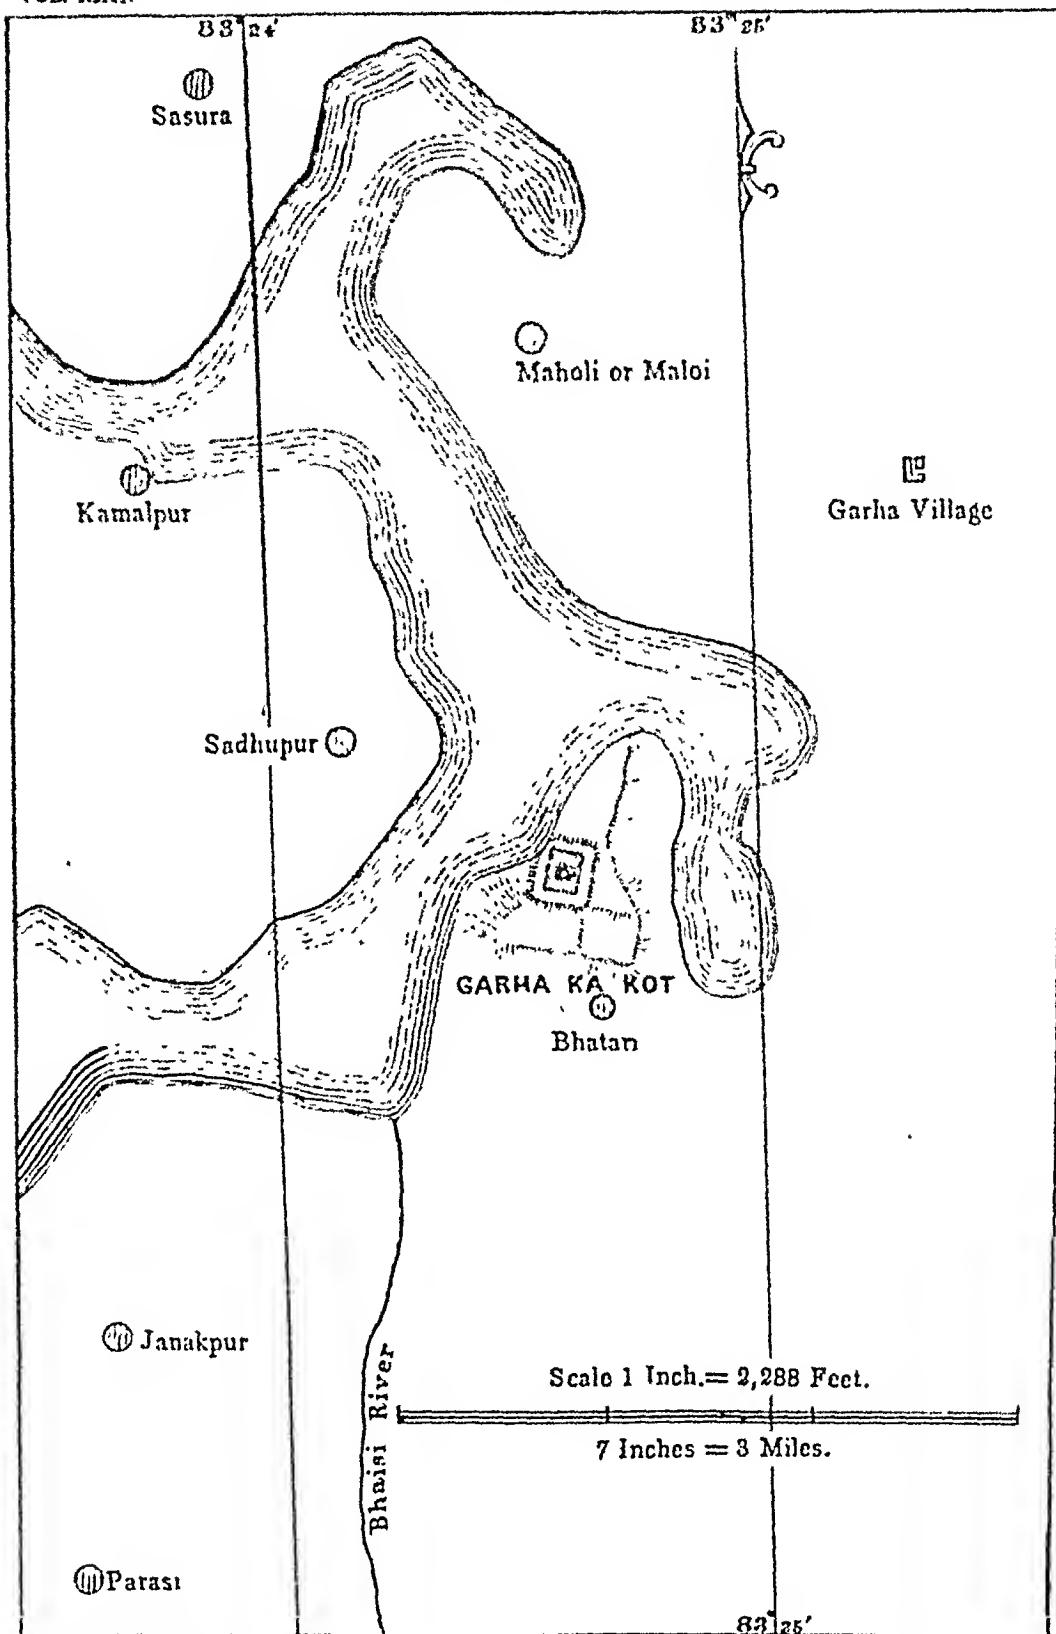 83° 24′
83° 25′
Sasura
Maholi or Maloi
Kamalpur
Garha Village
Sadhupur
GARHA KA KOT
Bhatan
Janakpur
Scale 1 Inch.= 2,288 Feet.
7 Inches = 3 Miles.
Bhaisi River
Parasi
83° 25′